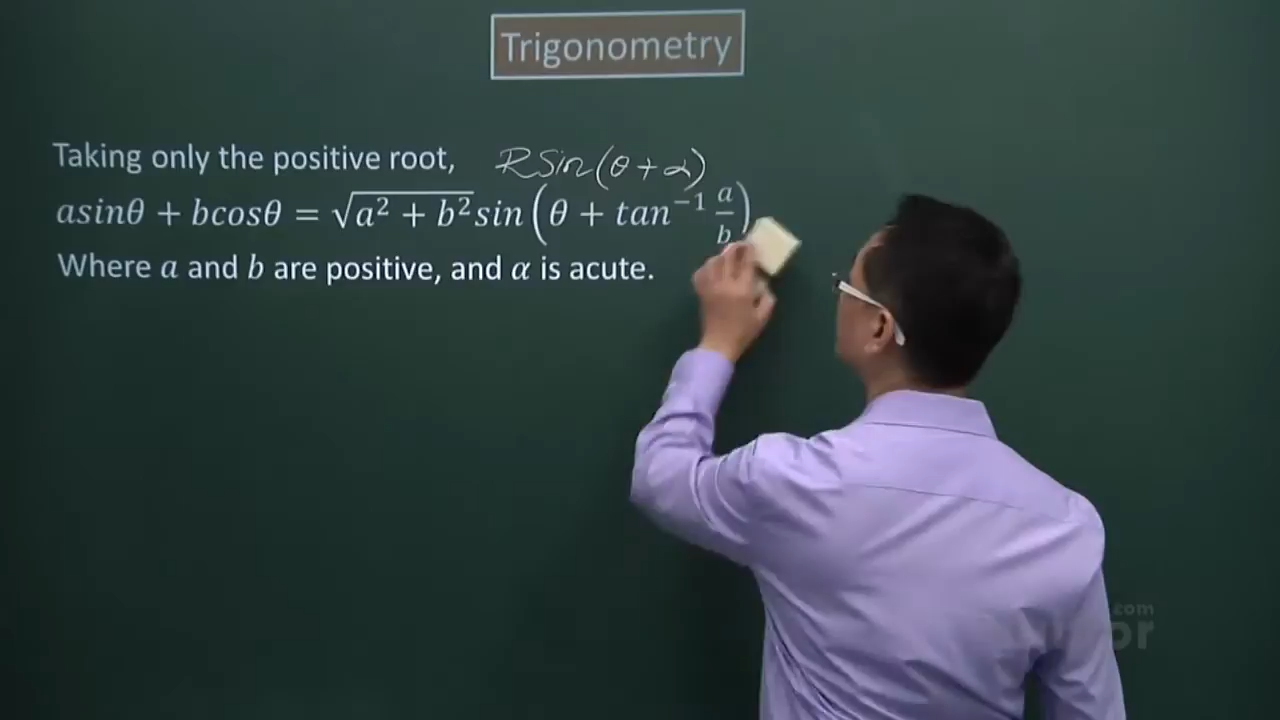 Trigonometry
Taking only the positive root, RSin(θ+α)
asinθ + bcosθ = √a² + b² sin(θ + tan⁻¹ a/b)
Where a and b are positive, and α is acute.
.com